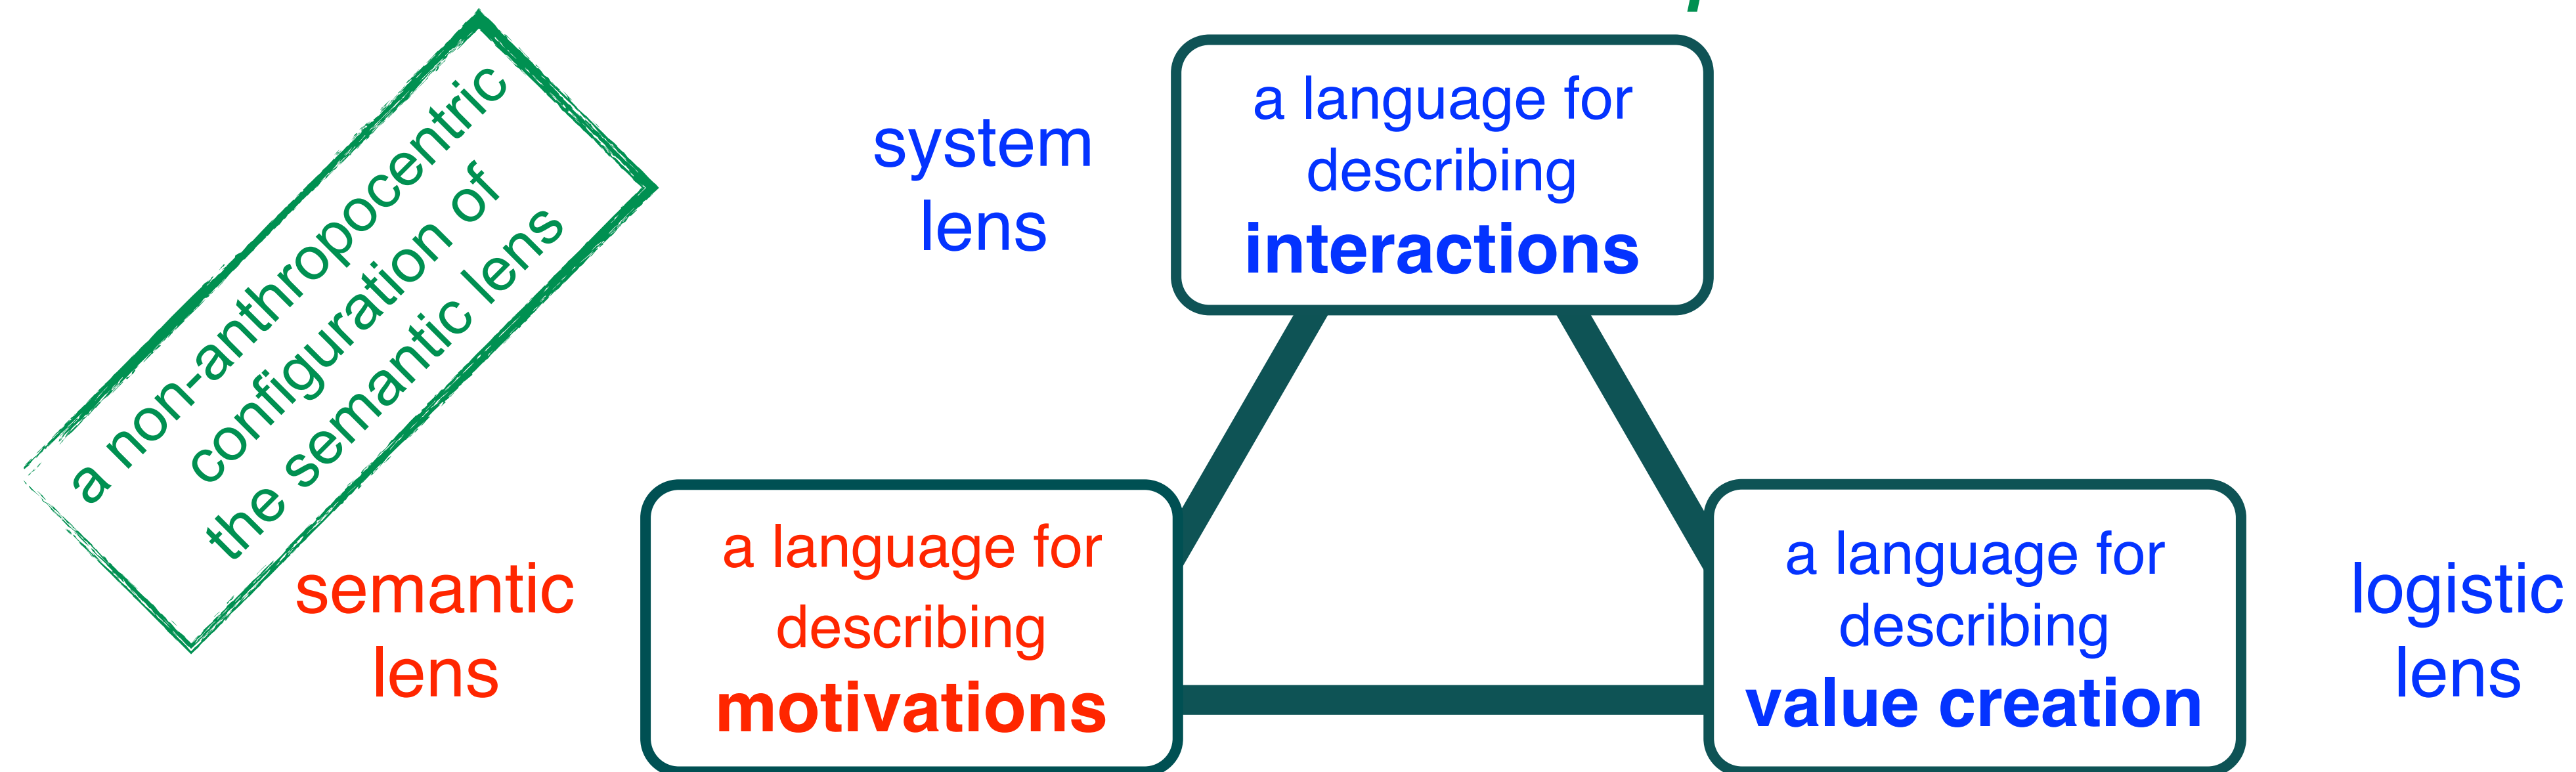 a non-anthropocentric
configuration of
the semantic lens
system
lens
a language for
describing
interactions
semantic
lens
a language for
describing
motivations
a language for
describing
value creation
logistic
lens